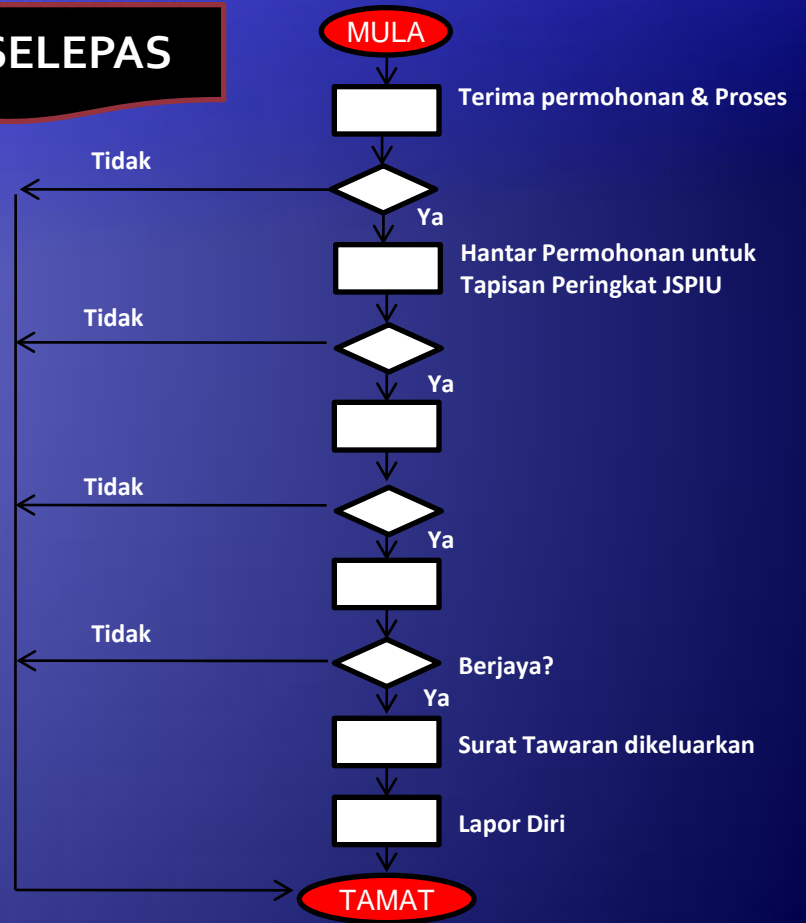 SELEPAS
MULA
Terima permohonan & Proses
Tidak
Ya
Hantar Permohonan untuk
Tapisan Peringkat JSPIU
Tidak
Ya
Tidak
Ya
Tidak
Berjaya?
Ya
Surat Tawaran dikeluarkan
Lapor Diri
TAMAT